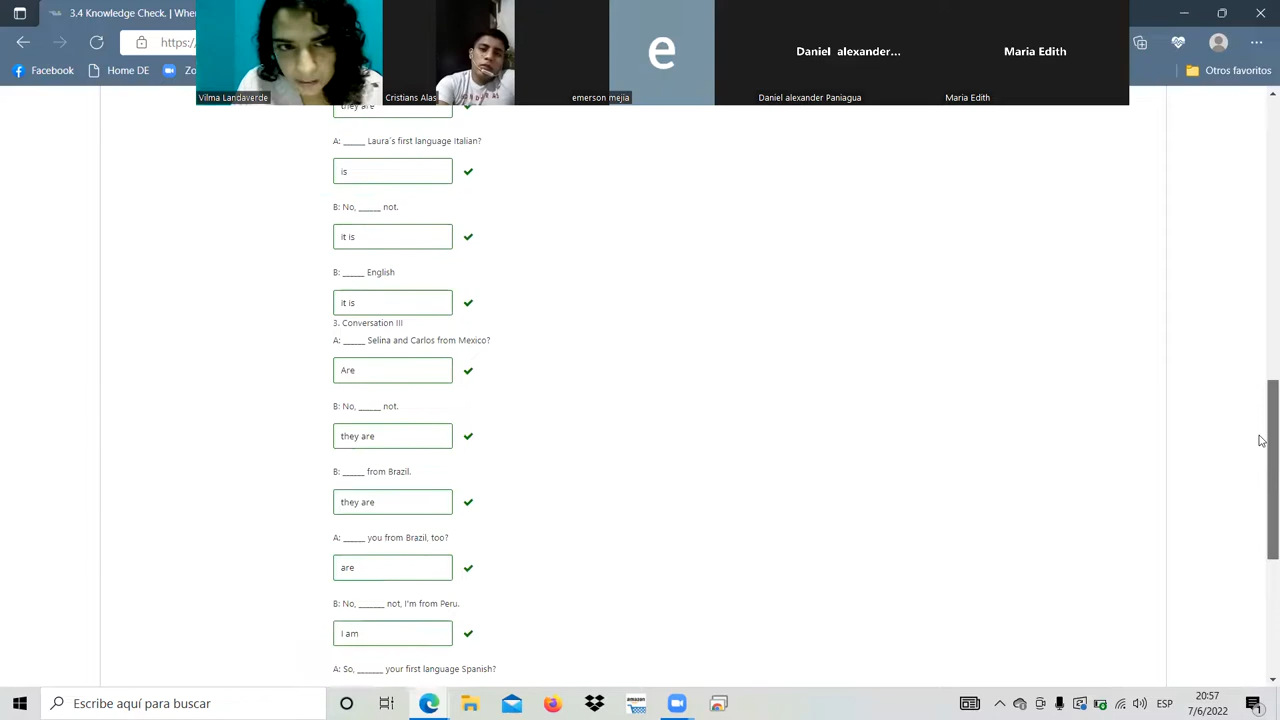 3.4 Knowledge Check. | Whe
https:/
Facebook
Home DE
Zo
Otros favoritos
Vilma Landaverde
Cristians Alas
e
emerson mejia
Daniel alexander...
Daniel alexander Paniagua
Maria Edith
Maria Edith
they are
A: _____ Laura´s first language Italian?
is
B: No, _____ not.
it is
B: _____ English
it is
3. Conversation III
A: _____ Selina and Carlos from Mexico?
Are
B: No, _____ not.
they are
B: _____ from Brazil.
they are
A: _____ you from Brazil, too?
are
B: No, ______ not, I'm from Peru.
I am
A: So, ______ your first language Spanish?
Escribe aquí para buscar
amazon
ESP
20:57
7/6/2022
1